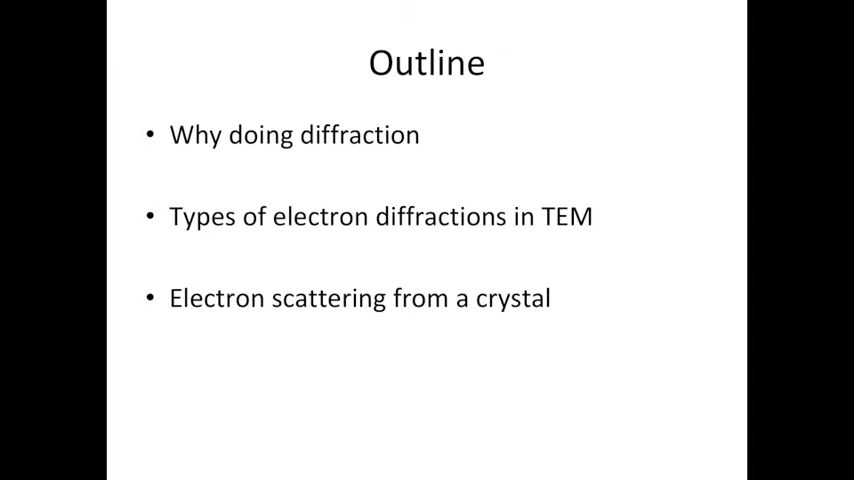 Outline
• Why doing diffraction
• Types of electron diffractions in TEM
• Electron scattering from a crystal